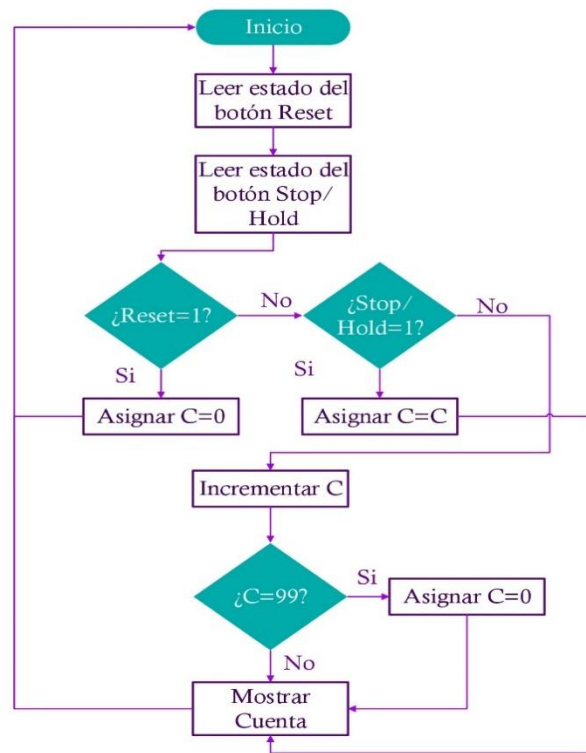 Inicio
Leer estado del
botón Reset
Leer estado del
botón Stop/
Hold
¿Reset=1?
No
¿Stop/
Hold=1?
No
Si
Si
Asignar C=0
Asignar C=C
Incrementar C
¿C=99?
Si
Asignar C=0
No
Mostrar
Cuenta